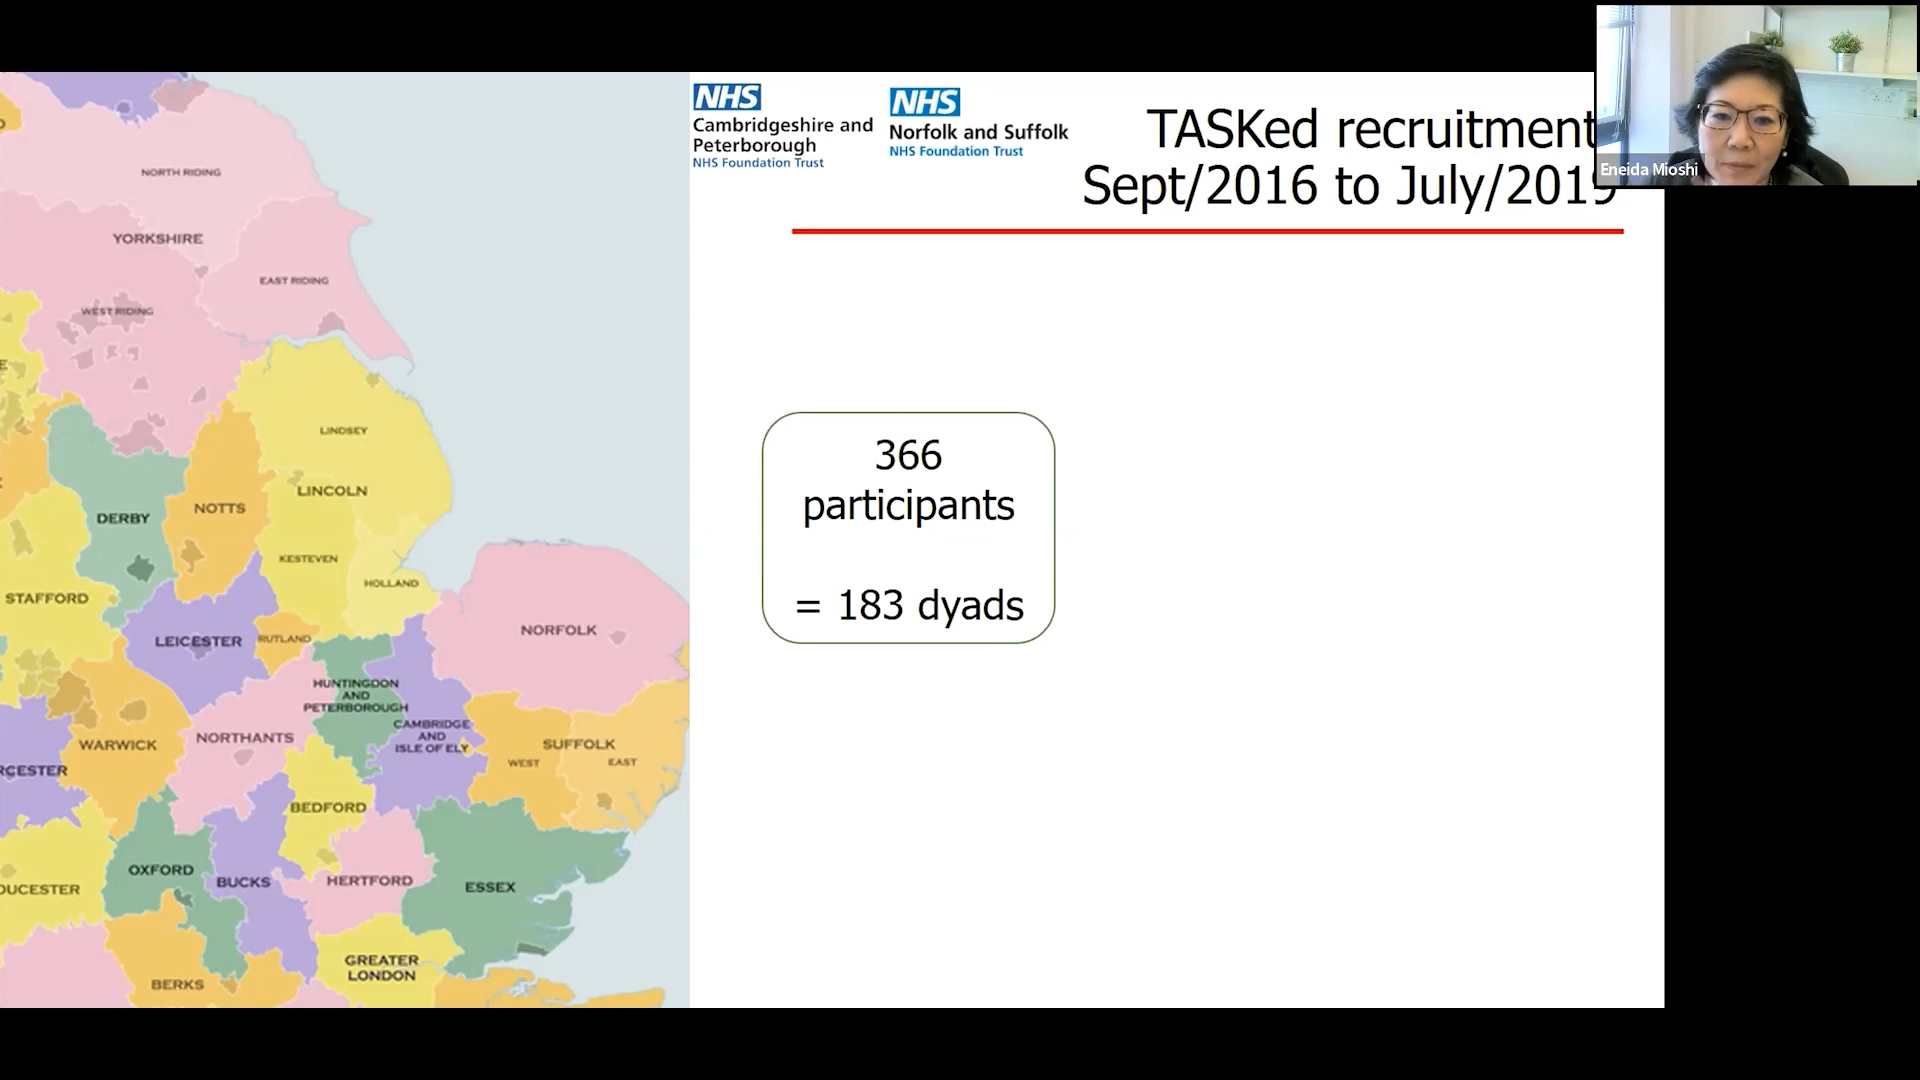 NHS
Cambridgeshire and
Peterborough
NHS Foundation Trust
NHS
Norfolk and Suffolk
NHS Foundation Trust
TASKed recruitment
Sept/2016 to July/2019
Eneida Mioshi
366
participants
= 183 dyads
NORTH RIDING
YORKSHIRE
EAST RIDING
WEST RIDING
LINDSEY
LINCOLN
NOTTS
DERBY
KESTEVEN
HOLLAND
STAFFORD
NORFOLK
LEICESTER
RUTLAND
HUNTINGDON
AND
PETERBOROUGH
CAMBRIDGE
AND
ISLE OF ELY
NORTHANTS
WARWICK
SUFFOLK
WEST
EAST
RCESTER
BEDFORD
OXFORD
BUCKS
HERTFORD
ESSEX
OUCESTER
GREATER
LONDON
BERKS